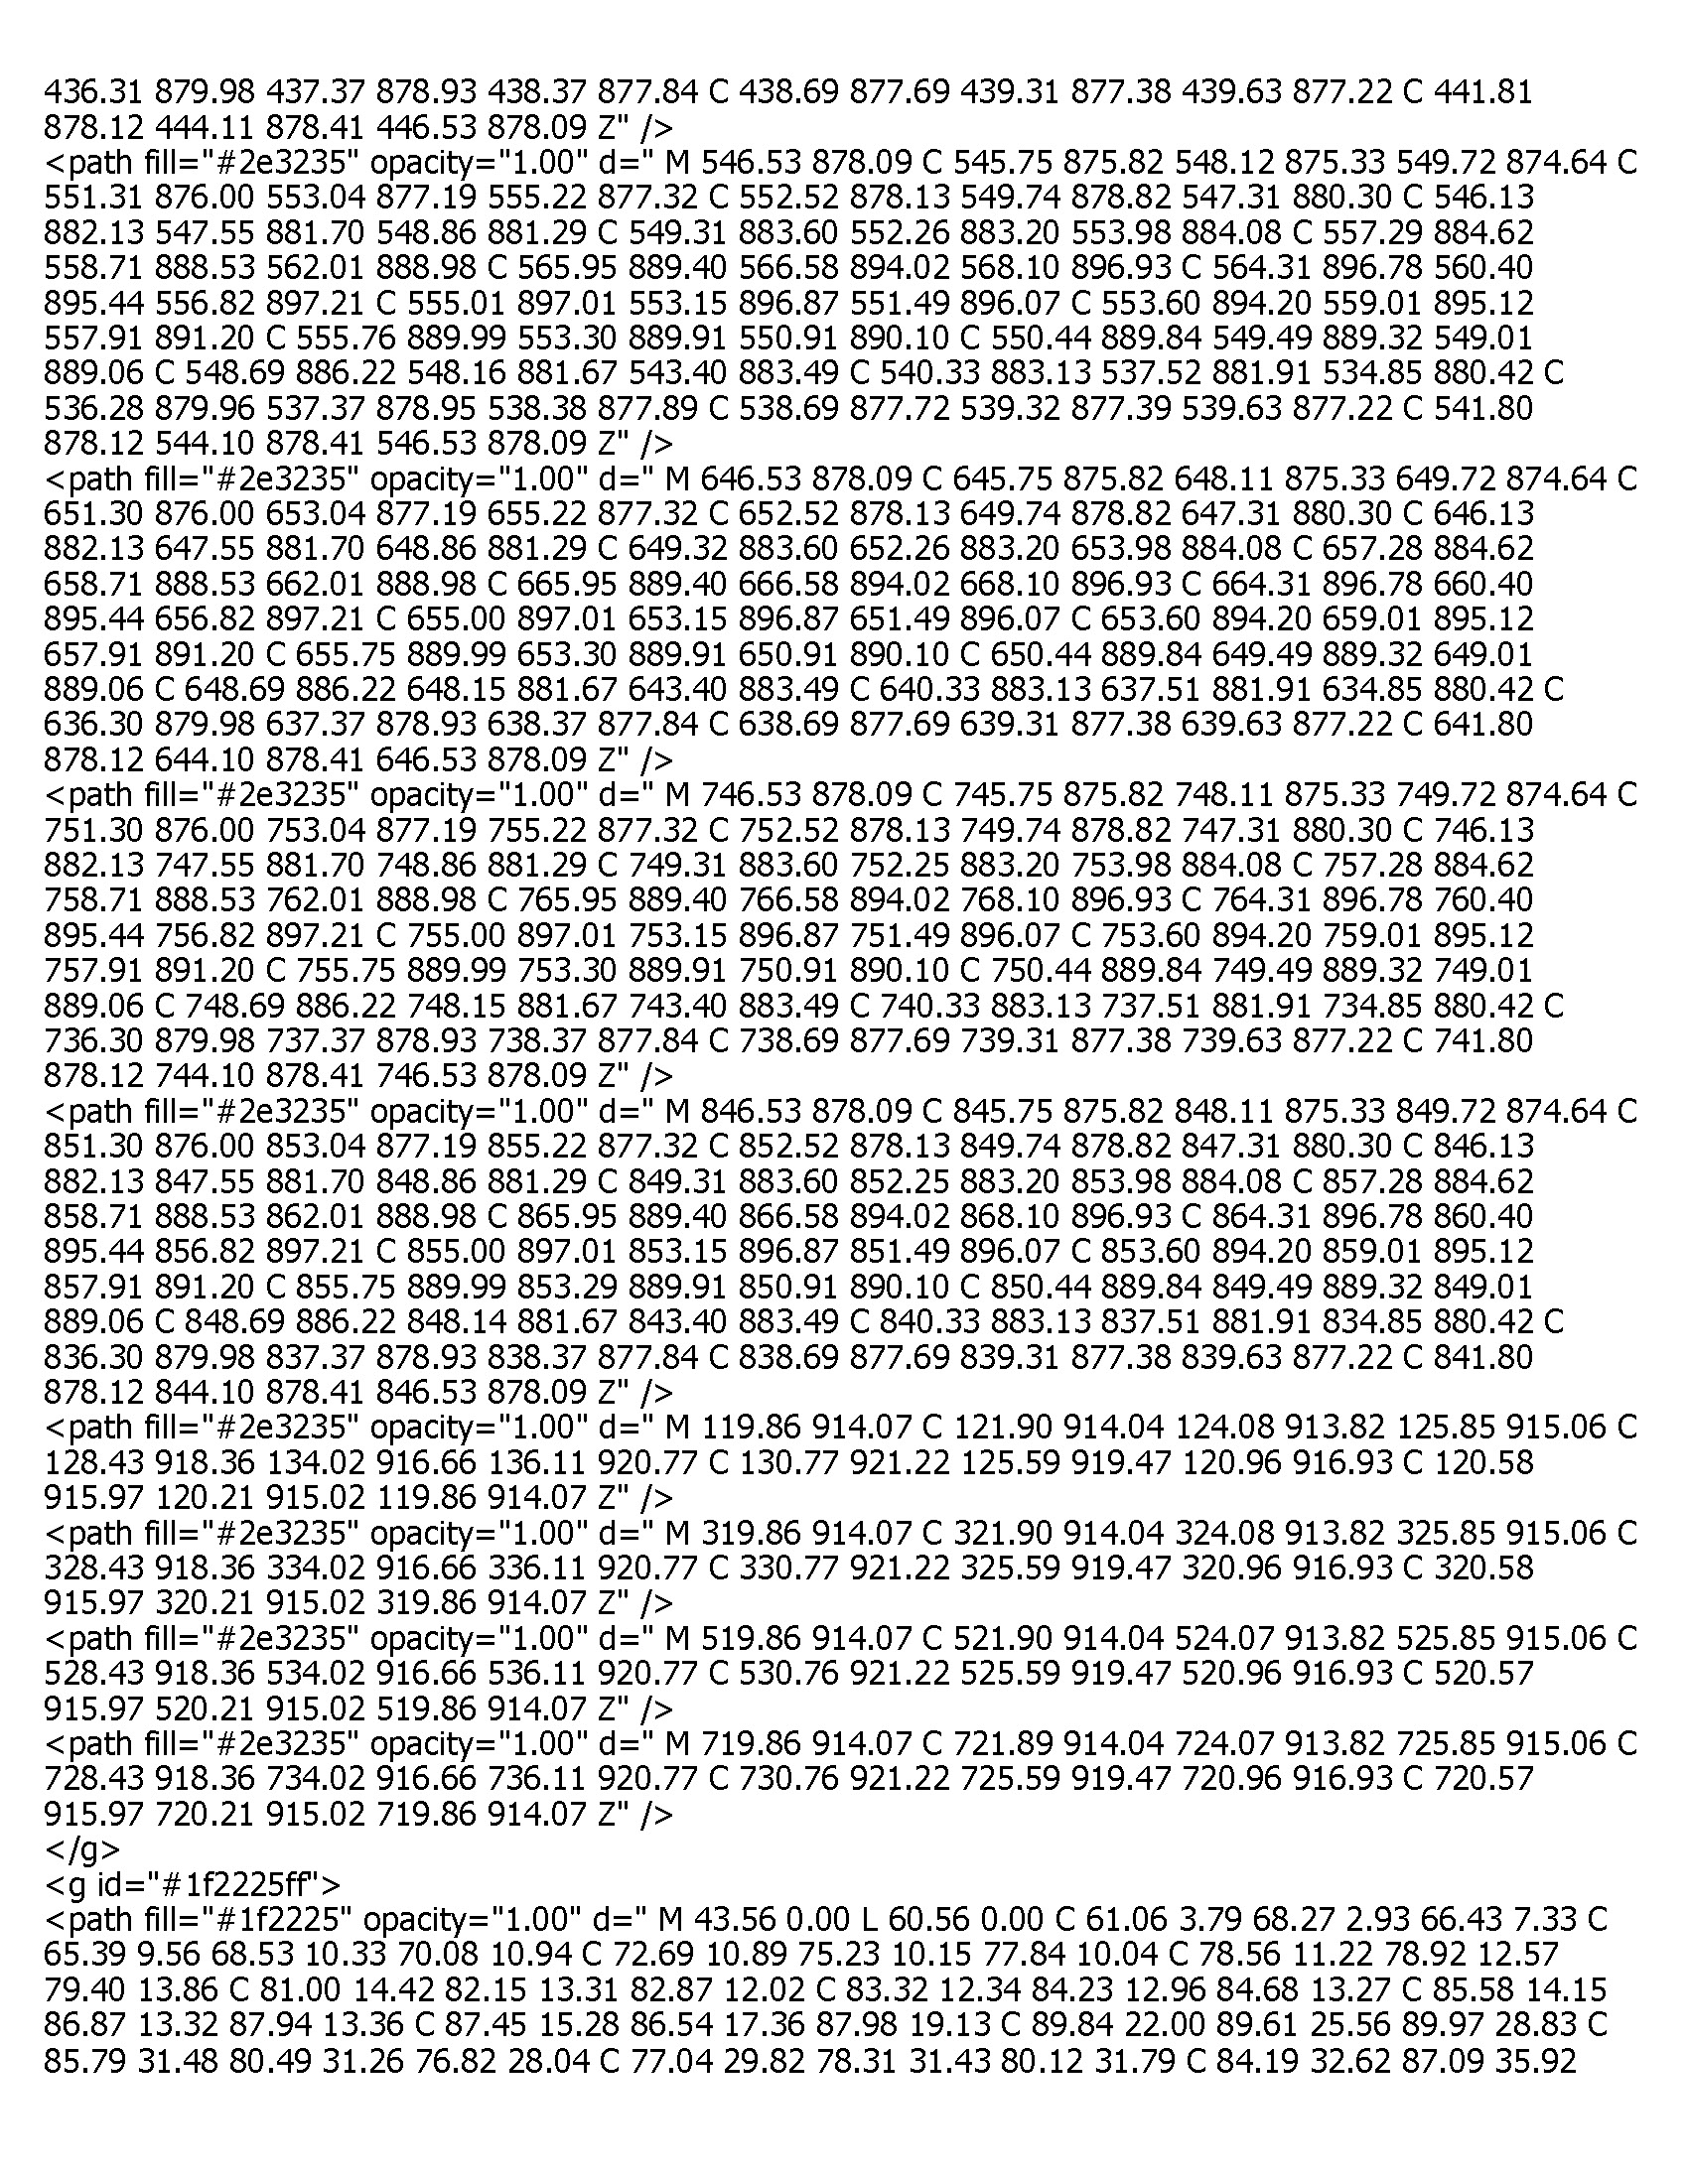 436.31 879.98 437.37 878.93 438.37 877.84 C 438.69 877.69 439.31 877.38 439.63 877.22 C 441.81
878.12 444.11 878.41 446.53 878.09 Z" />
<path fill="#2e3235" opacity="1.00" d=" M 546.53 878.09 C 545.75 875.82 548.12 875.33 549.72 874.64 C
551.31 876.00 553.04 877.19 555.22 877.32 C 552.52 878.13 549.74 878.82 547.31 880.30 C 546.13
882.13 547.55 881.70 548.86 881.29 C 549.31 883.60 552.26 883.20 553.98 884.08 C 557.29 884.62
558.71 888.53 562.01 888.98 C 565.95 889.40 566.58 894.02 568.10 896.93 C 564.31 896.78 560.40
895.44 556.82 897.21 C 555.01 897.01 553.15 896.87 551.49 896.07 C 553.60 894.20 559.01 895.12
557.91 891.20 C 555.76 889.99 553.30 889.91 550.91 890.10 C 550.44 889.84 549.49 889.32 549.01
889.06 C 548.69 886.22 548.16 881.67 543.40 883.49 C 540.33 883.13 537.52 881.91 534.85 880.42 C
536.28 879.96 537.37 878.95 538.38 877.89 C 538.69 877.72 539.32 877.39 539.63 877.22 C 541.80
878.12 544.10 878.41 546.53 878.09 Z" />
<path fill="#2e3235" opacity="1.00" d=" M 646.53 878.09 C 645.75 875.82 648.11 875.33 649.72 874.64 C
651.30 876.00 653.04 877.19 655.22 877.32 C 652.52 878.13 649.74 878.82 647.31 880.30 C 646.13
882.13 647.55 881.70 648.86 881.29 C 649.32 883.60 652.26 883.20 653.98 884.08 C 657.28 884.62
658.71 888.53 662.01 888.98 C 665.95 889.40 666.58 894.02 668.10 896.93 C 664.31 896.78 660.40
895.44 656.82 897.21 C 655.00 897.01 653.15 896.87 651.49 896.07 C 653.60 894.20 659.01 895.12
657.91 891.20 C 655.75 889.99 653.30 889.91 650.91 890.10 C 650.44 889.84 649.49 889.32 649.01
889.06 C 648.69 886.22 648.15 881.67 643.40 883.49 C 640.33 883.13 637.51 881.91 634.85 880.42 C
636.30 879.98 637.37 878.93 638.37 877.84 C 638.69 877.69 639.31 877.38 639.63 877.22 C 641.80
878.12 644.10 878.41 646.53 878.09 Z" />
<path fill="#2e3235" opacity="1.00" d=" M 746.53 878.09 C 745.75 875.82 748.11 875.33 749.72 874.64 C
751.30 876.00 753.04 877.19 755.22 877.32 C 752.52 878.13 749.74 878.82 747.31 880.30 C 746.13
882.13 747.55 881.70 748.86 881.29 C 749.31 883.60 752.25 883.20 753.98 884.08 C 757.28 884.62
758.71 888.53 762.01 888.98 C 765.95 889.40 766.58 894.02 768.10 896.93 C 764.31 896.78 760.40
895.44 756.82 897.21 C 755.00 897.01 753.15 896.87 751.49 896.07 C 753.60 894.20 759.01 895.12
757.91 891.20 C 755.75 889.99 753.30 889.91 750.91 890.10 C 750.44 889.84 749.49 889.32 749.01
889.06 C 748.69 886.22 748.15 881.67 743.40 883.49 C 740.33 883.13 737.51 881.91 734.85 880.42 C
736.30 879.98 737.37 878.93 738.37 877.84 C 738.69 877.69 739.31 877.38 739.63 877.22 C 741.80
878.12 744.10 878.41 746.53 878.09 Z" />
<path fill="#2e3235" opacity="1.00" d=" M 846.53 878.09 C 845.75 875.82 848.11 875.33 849.72 874.64 C
851.30 876.00 853.04 877.19 855.22 877.32 C 852.52 878.13 849.74 878.82 847.31 880.30 C 846.13
882.13 847.55 881.70 848.86 881.29 C 849.31 883.60 852.25 883.20 853.98 884.08 C 857.28 884.62
858.71 888.53 862.01 888.98 C 865.95 889.40 866.58 894.02 868.10 896.93 C 864.31 896.78 860.40
895.44 856.82 897.21 C 855.00 897.01 853.15 896.87 851.49 896.07 C 853.60 894.20 859.01 895.12
857.91 891.20 C 855.75 889.99 853.29 889.91 850.91 890.10 C 850.44 889.84 849.49 889.32 849.01
889.06 C 848.69 886.22 848.14 881.67 843.40 883.49 C 840.33 883.13 837.51 881.91 834.85 880.42 C
836.30 879.98 837.37 878.93 838.37 877.84 C 838.69 877.69 839.31 877.38 839.63 877.22 C 841.80
878.12 844.10 878.41 846.53 878.09 Z" />
<path fill="#2e3235" opacity="1.00" d=" M 119.86 914.07 C 121.90 914.04 124.08 913.82 125.85 915.06 C
128.43 918.36 134.02 916.66 136.11 920.77 C 130.77 921.22 125.59 919.47 120.96 916.93 C 120.58
915.97 120.21 915.02 119.86 914.07 Z" />
<path fill="#2e3235" opacity="1.00" d=" M 319.86 914.07 C 321.90 914.04 324.08 913.82 325.85 915.06 C
328.43 918.36 334.02 916.66 336.11 920.77 C 330.77 921.22 325.59 919.47 320.96 916.93 C 320.58
915.97 320.21 915.02 319.86 914.07 Z" />
<path fill="#2e3235" opacity="1.00" d=" M 519.86 914.07 C 521.90 914.04 524.07 913.82 525.85 915.06 C
528.43 918.36 534.02 916.66 536.11 920.77 C 530.76 921.22 525.59 919.47 520.96 916.93 C 520.57
915.97 520.21 915.02 519.86 914.07 Z" />
<path fill="#2e3235" opacity="1.00" d=" M 719.86 914.07 C 721.89 914.04 724.07 913.82 725.85 915.06 C
728.43 918.36 734.02 916.66 736.11 920.77 C 730.76 921.22 725.59 919.47 720.96 916.93 C 720.57
915.97 720.21 915.02 719.86 914.07 Z" />
</g>
<g id="#1f2225ff">
<path fill="#1f2225" opacity="1.00" d=" M 43.56 0.00 L 60.56 0.00 C 61.06 3.79 68.27 2.93 66.43 7.33 C
65.39 9.56 68.53 10.33 70.08 10.94 C 72.69 10.89 75.23 10.15 77.84 10.04 C 78.56 11.22 78.92 12.57
79.40 13.86 C 81.00 14.42 82.15 13.31 82.87 12.02 C 83.32 12.34 84.23 12.96 84.68 13.27 C 85.58 14.15
86.87 13.32 87.94 13.36 C 87.45 15.28 86.54 17.36 87.98 19.13 C 89.84 22.00 89.61 25.56 89.97 28.83 C
85.79 31.48 80.49 31.26 76.82 28.04 C 77.04 29.82 78.31 31.43 80.12 31.79 C 84.19 32.62 87.09 35.92